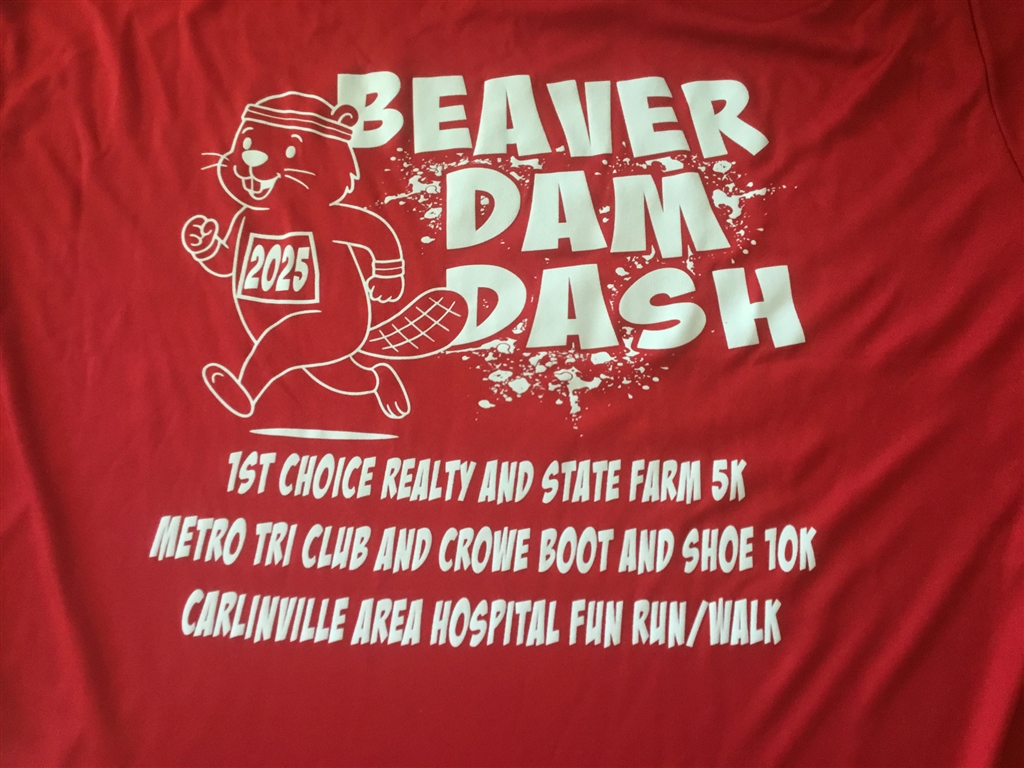 BEAVER
DAM
DASH
2025
1ST CHOICE REALTY AND STATE FARM 5K
METRO TRI CLUB AND CROWE BOOT AND SHOE 10K
CARLINVILLE AREA HOSPITAL FUN RUN/WALK